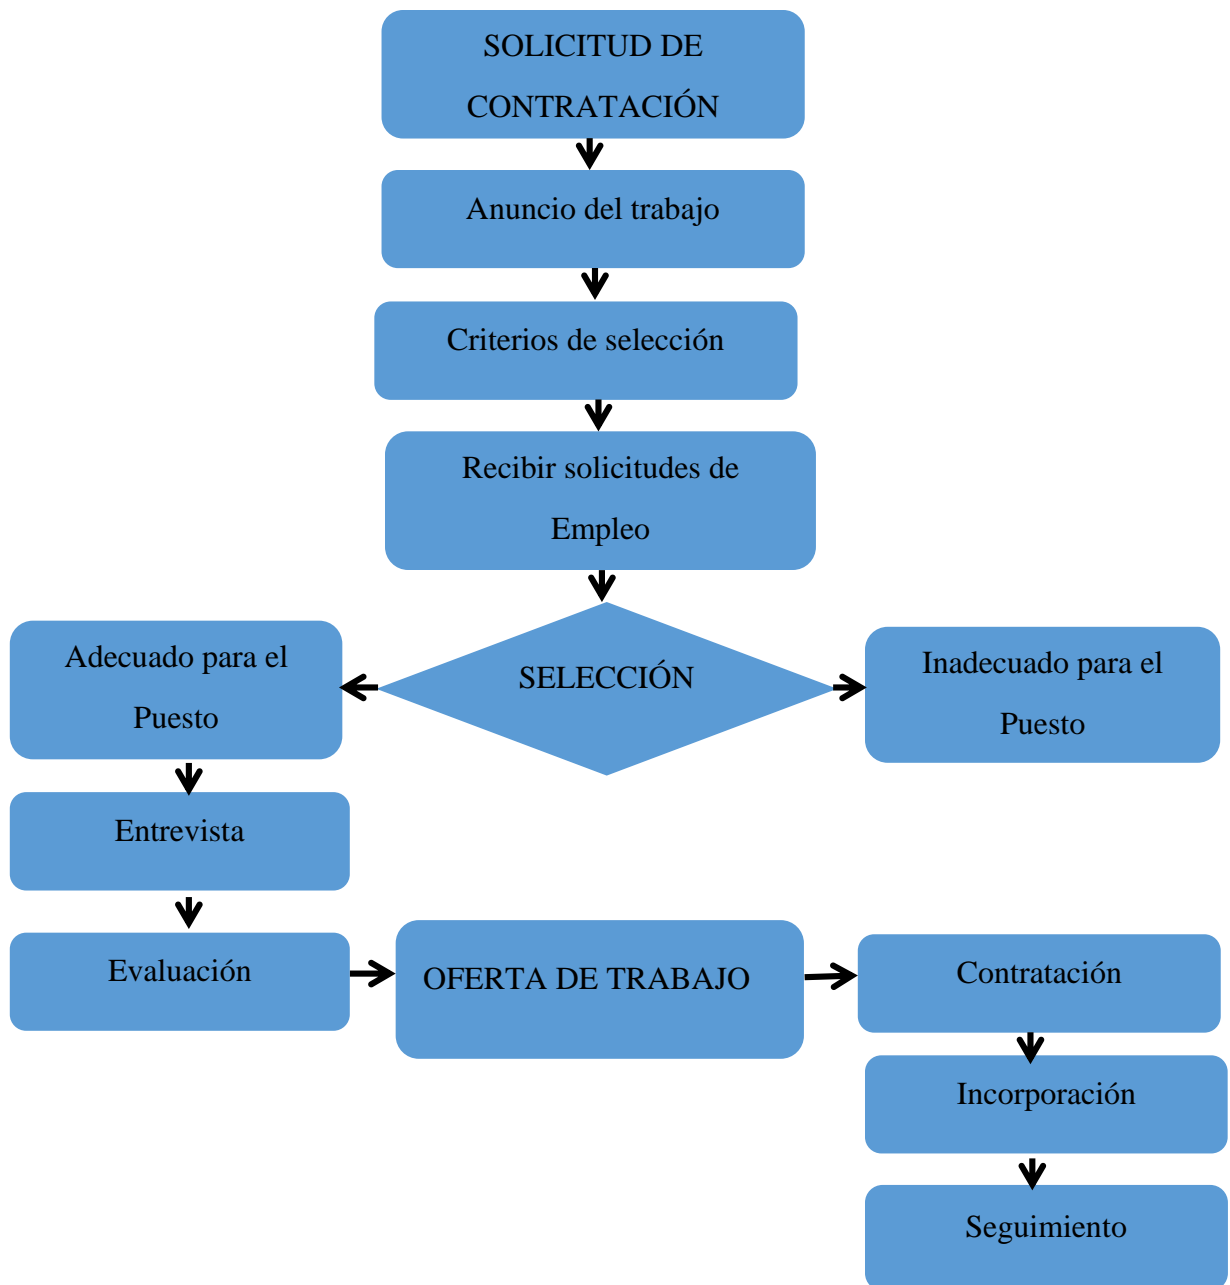 SOLICITUD DE
CONTRATACIÓN
Anuncio del trabajo
Criterios de selección
Recibir solicitudes de
Empleo
SELECCIÓN
Adecuado para el
Puesto
Inadecuado para el
Puesto
Entrevista
Evaluación
OFERTA DE TRABAJO
Contratación
Incorporación
Seguimiento